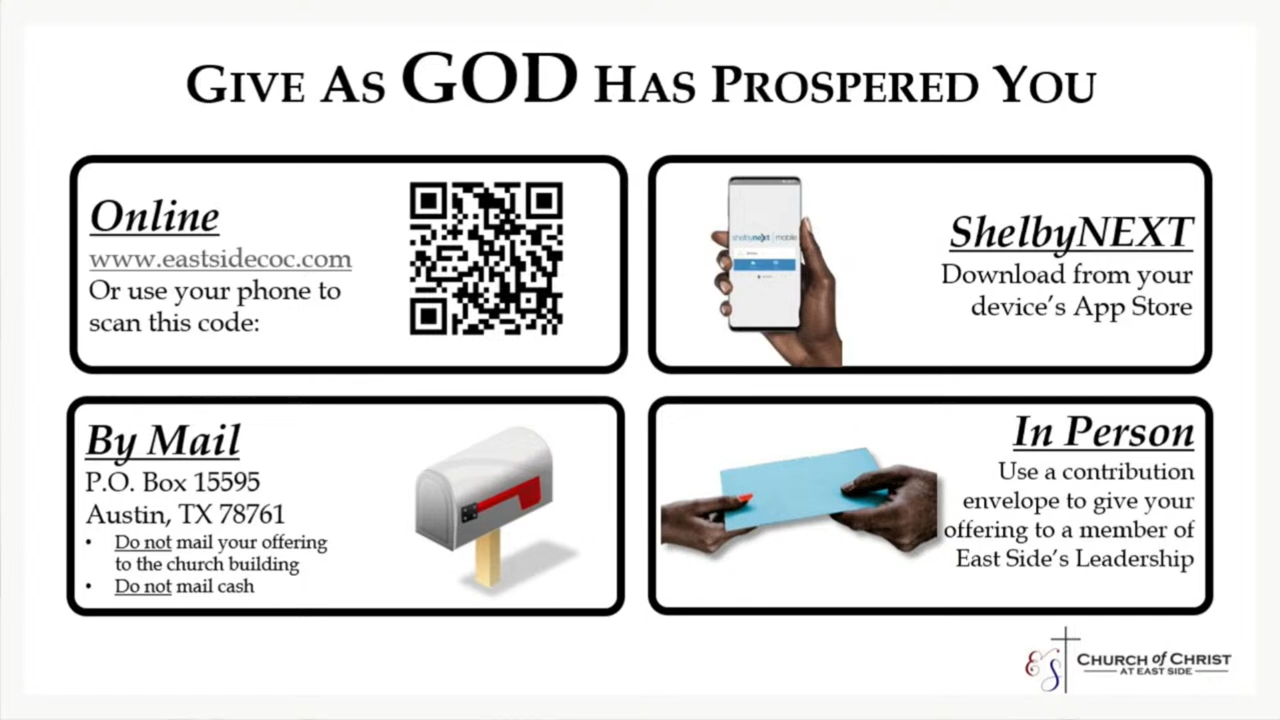 GIVE AS GOD HAS PROSPERED YOU
Online
www.eastsidecoc.com
Or use your phone to
scan this code:
shelbynext | mobile
ShelbyNEXT
Download from your
device's App Store
By Mail
P.O. Box 15595
Austin, TX 78761
• Do not mail your offering
to the church building
• Do not mail cash
In Person
Use a contribution
envelope to give your
offering to a member of
East Side's Leadership
ES
CHURCH of CHRIST
AT EAST SIDE